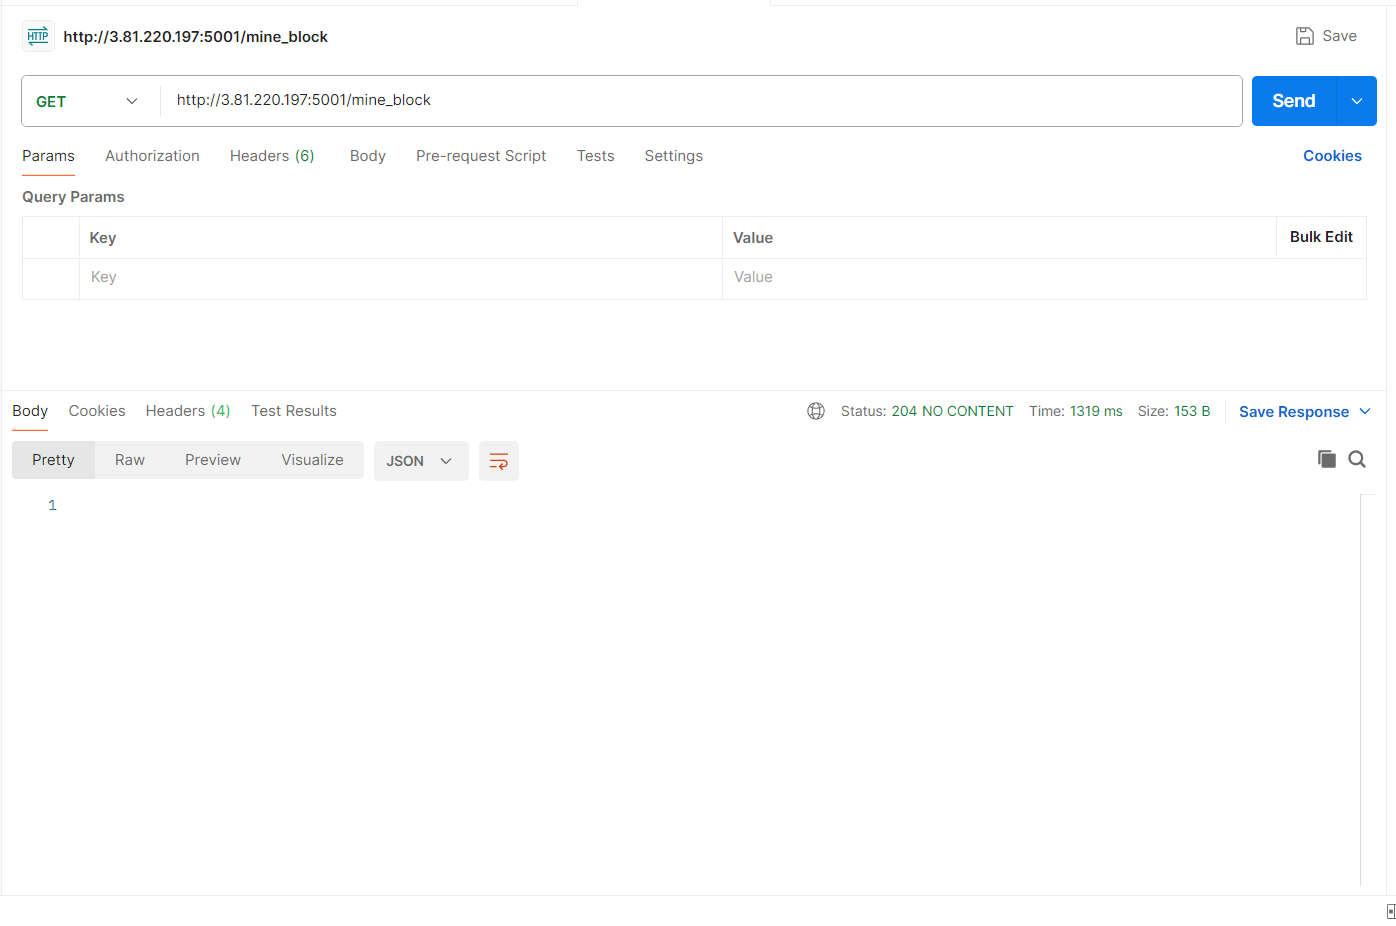 HTTP http://3.81.220.197:5001/mine_block Save
GET http://3.81.220.197:5001/mine_block Send
Params Authorization Headers (6) Body Pre-request Script Tests Settings Cookies
Query Params
Key Value Bulk Edit
Key Value
Body Cookies Headers (4) Test Results Status: 204 NO CONTENT Time: 1319 ms Size: 153 B Save Response
Pretty Raw Preview Visualize JSON
1